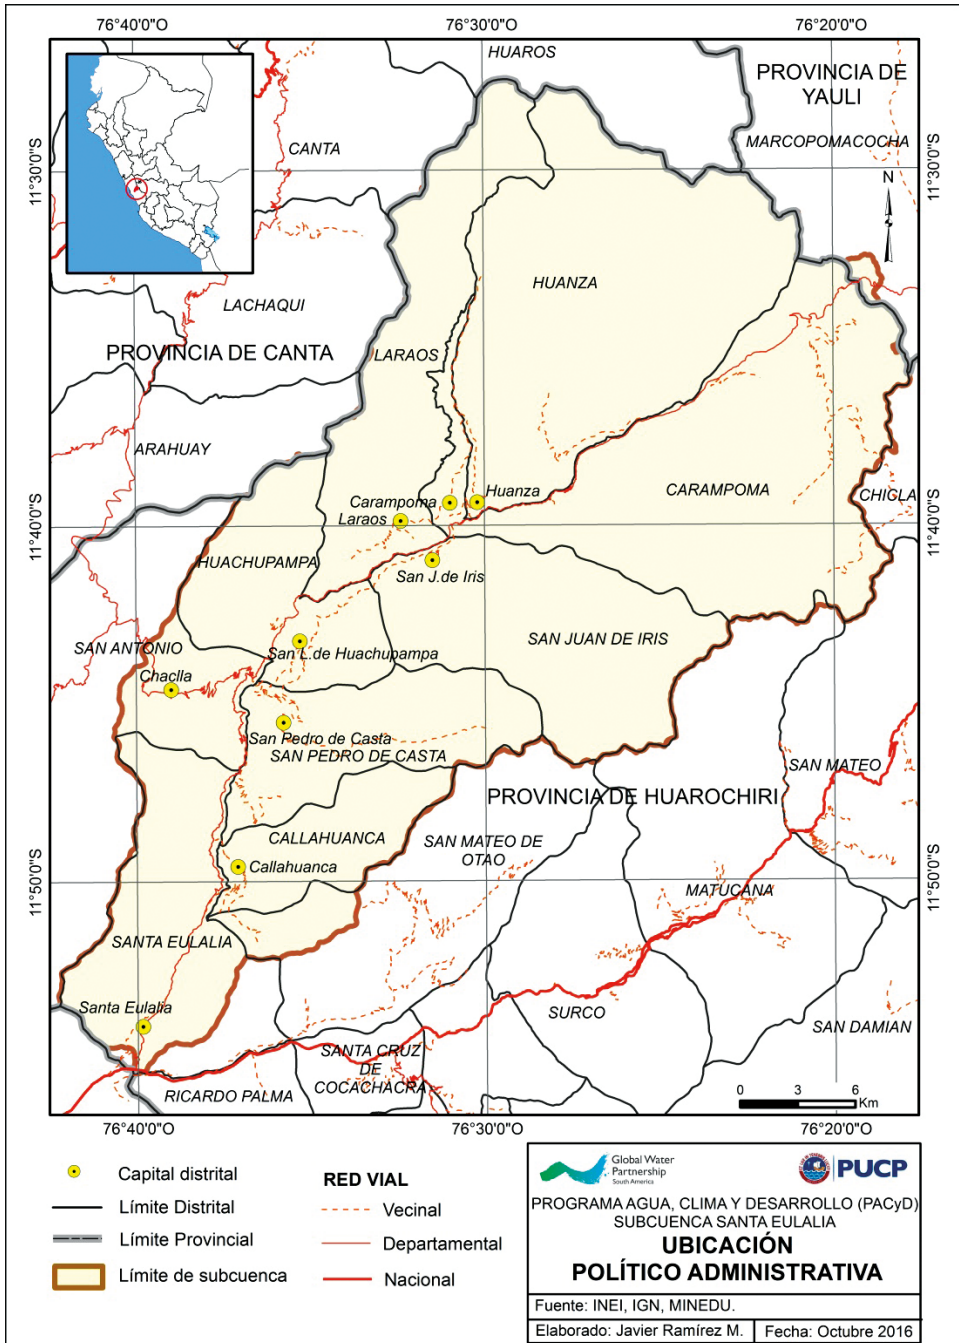 76°40'0"O
76°30'0"O
76°20'0"O
HUAROS
PROVINCIA DE
YAULI
MARCOPOMACOCHA
CANTA
11°30'0"S
11°30'0"S
N
HUANZA
LACHAQUI
PROVINCIA DE CANTA
LARAOS
ARAHUAY
Huanza
CARAMPOMA
CHICLA
Carampoma
Laraos
11°40'0"S
11°40'0"S
HUACHUPAMPA
San J.de Iris
SAN ANTONIO
SAN JUAN DE IRIS
San L.de Huachupampa
Chaclla
San Pedro de Casta
SAN PEDRO DE CASTA
SAN MATEO
PROVINCIA DE HUAROCHIRI
CALLAHUANCA
SAN MATEO DE
OTAO
Callahuanca
11°50'0"S
11°50'0"S
MATUCANA
SANTA EULALIA
Santa Eulalia
SURCO
SAN DAMIAN
SANTA CRUZ
DE
COCACHACRA
RICARDO PALMA
0 3 6
Km
76°40'0"O
76°30'0"O
76°20'0"O
Capital distrital
Límite Distrital
Límite Provincial
Límite de subcuenca
RED VIAL
Vecinal
Departamental
Nacional
Global Water
Partnership
South America
PUCP
PROGRAMA AGUA, CLIMA Y DESARROLLO (PACyD)
SUBCUENCA SANTA EULALIA
UBICACIÓN
POLÍTICO ADMINISTRATIVA
Fuente: INEI, IGN, MINEDU.
Elaborado: Javier Ramírez M.
Fecha: Octubre 2016